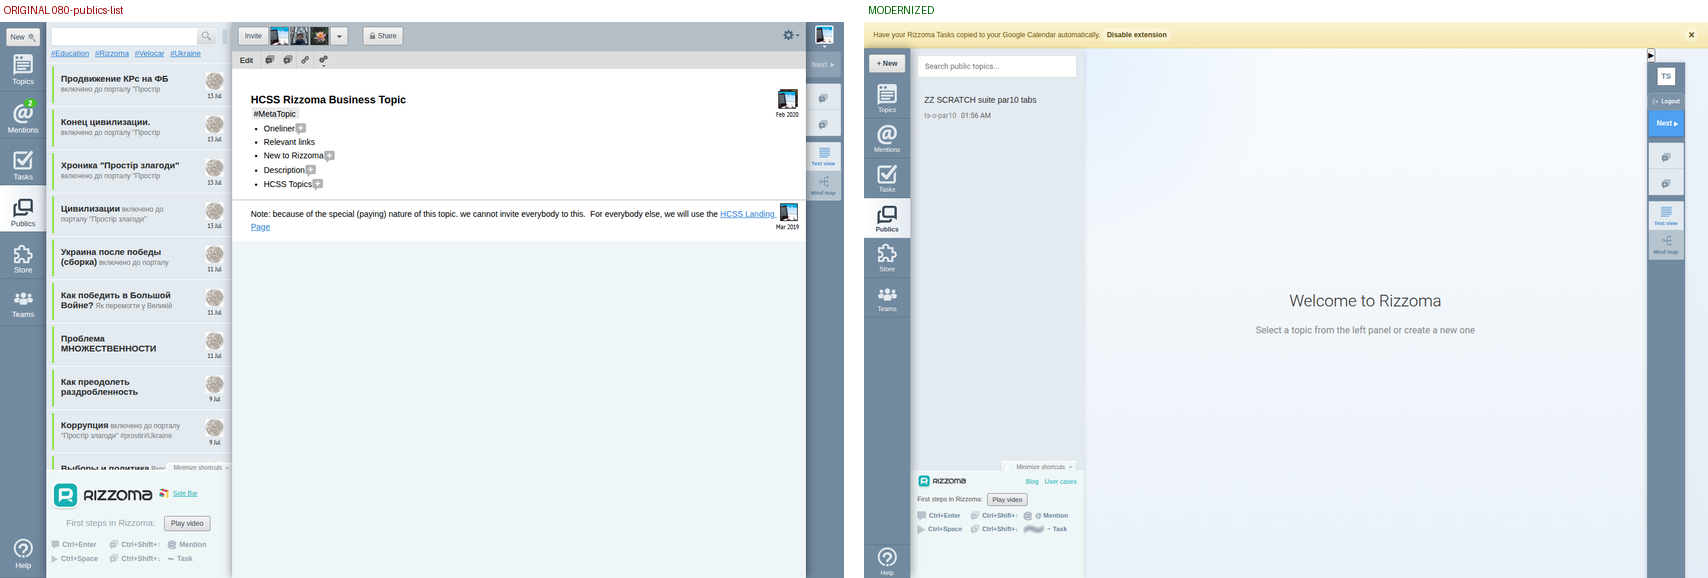 ORIGINAL 080-publics-list
New
Topics
2
Mentions
Tasks
Publics
Store
Teams
Help
#Education #Rizzoma #Velocar #Ukraine
Продвижение КРс на ФБ
включено до порталу "Простір
13 Jul
Конец цивилизации.
включено до порталу "Простір
13 Jul
Хроника "Простір злагоди"
включено до порталу "Простір
13 Jul
Цивилизации включено до
порталу "Простір злагоди"
13 Jul
Украина после победы
(сборка) включено до порталу
11 Jul
Как победить в Большой
Войне? Як перемогти у Великій
11 Jul
Проблема
МНОЖЕСТВЕННОСТИ
11 Jul
Как преодолеть
раздробленность
9 Jul
Коррупция включено до порталу
"Простір злагоди" #prostir#Ukraine
9 Jul
Выборы и политика
Minimize shortcuts
RIZZOMA Side Bar
First steps in Rizzoma: Play video
Ctrl+Enter Ctrl+Shift+↑ @ Mention
Ctrl+Space Ctrl+Shift+↓ ~ Task
Invite Share
Edit
HCSS Rizzoma Business Topic
#MetaTopic
Feb 2020
• Oneliner
• Relevant links
• New to Rizzoma
• Description
• HCSS Topics
Note: because of the special (paying) nature of this topic. we cannot invite everybody to this. For everybody else, we will use the HCSS Landing
Page
Mar 2019
Next
Text view
Mind map
MODERNIZED
Have your Rizzoma Tasks copied to your Google Calendar automatically. Disable extension ×
+ New
Topics
Mentions
Tasks
Publics
Store
Teams
Help
Search public topics...
ZZ SCRATCH suite par10 tabs
ts-o-par10 01:56 AM
Minimize shortcuts
RIZZOMA Blog User cases
First steps in Rizzoma: Play video
Ctrl+Enter Ctrl+Shift+↑ @ @ Mention
Ctrl+Space Ctrl+Shift+↓ ~ Task
Welcome to Rizzoma
Select a topic from the left panel or create a new one
TS
Logout
Next
Text view
Mind map